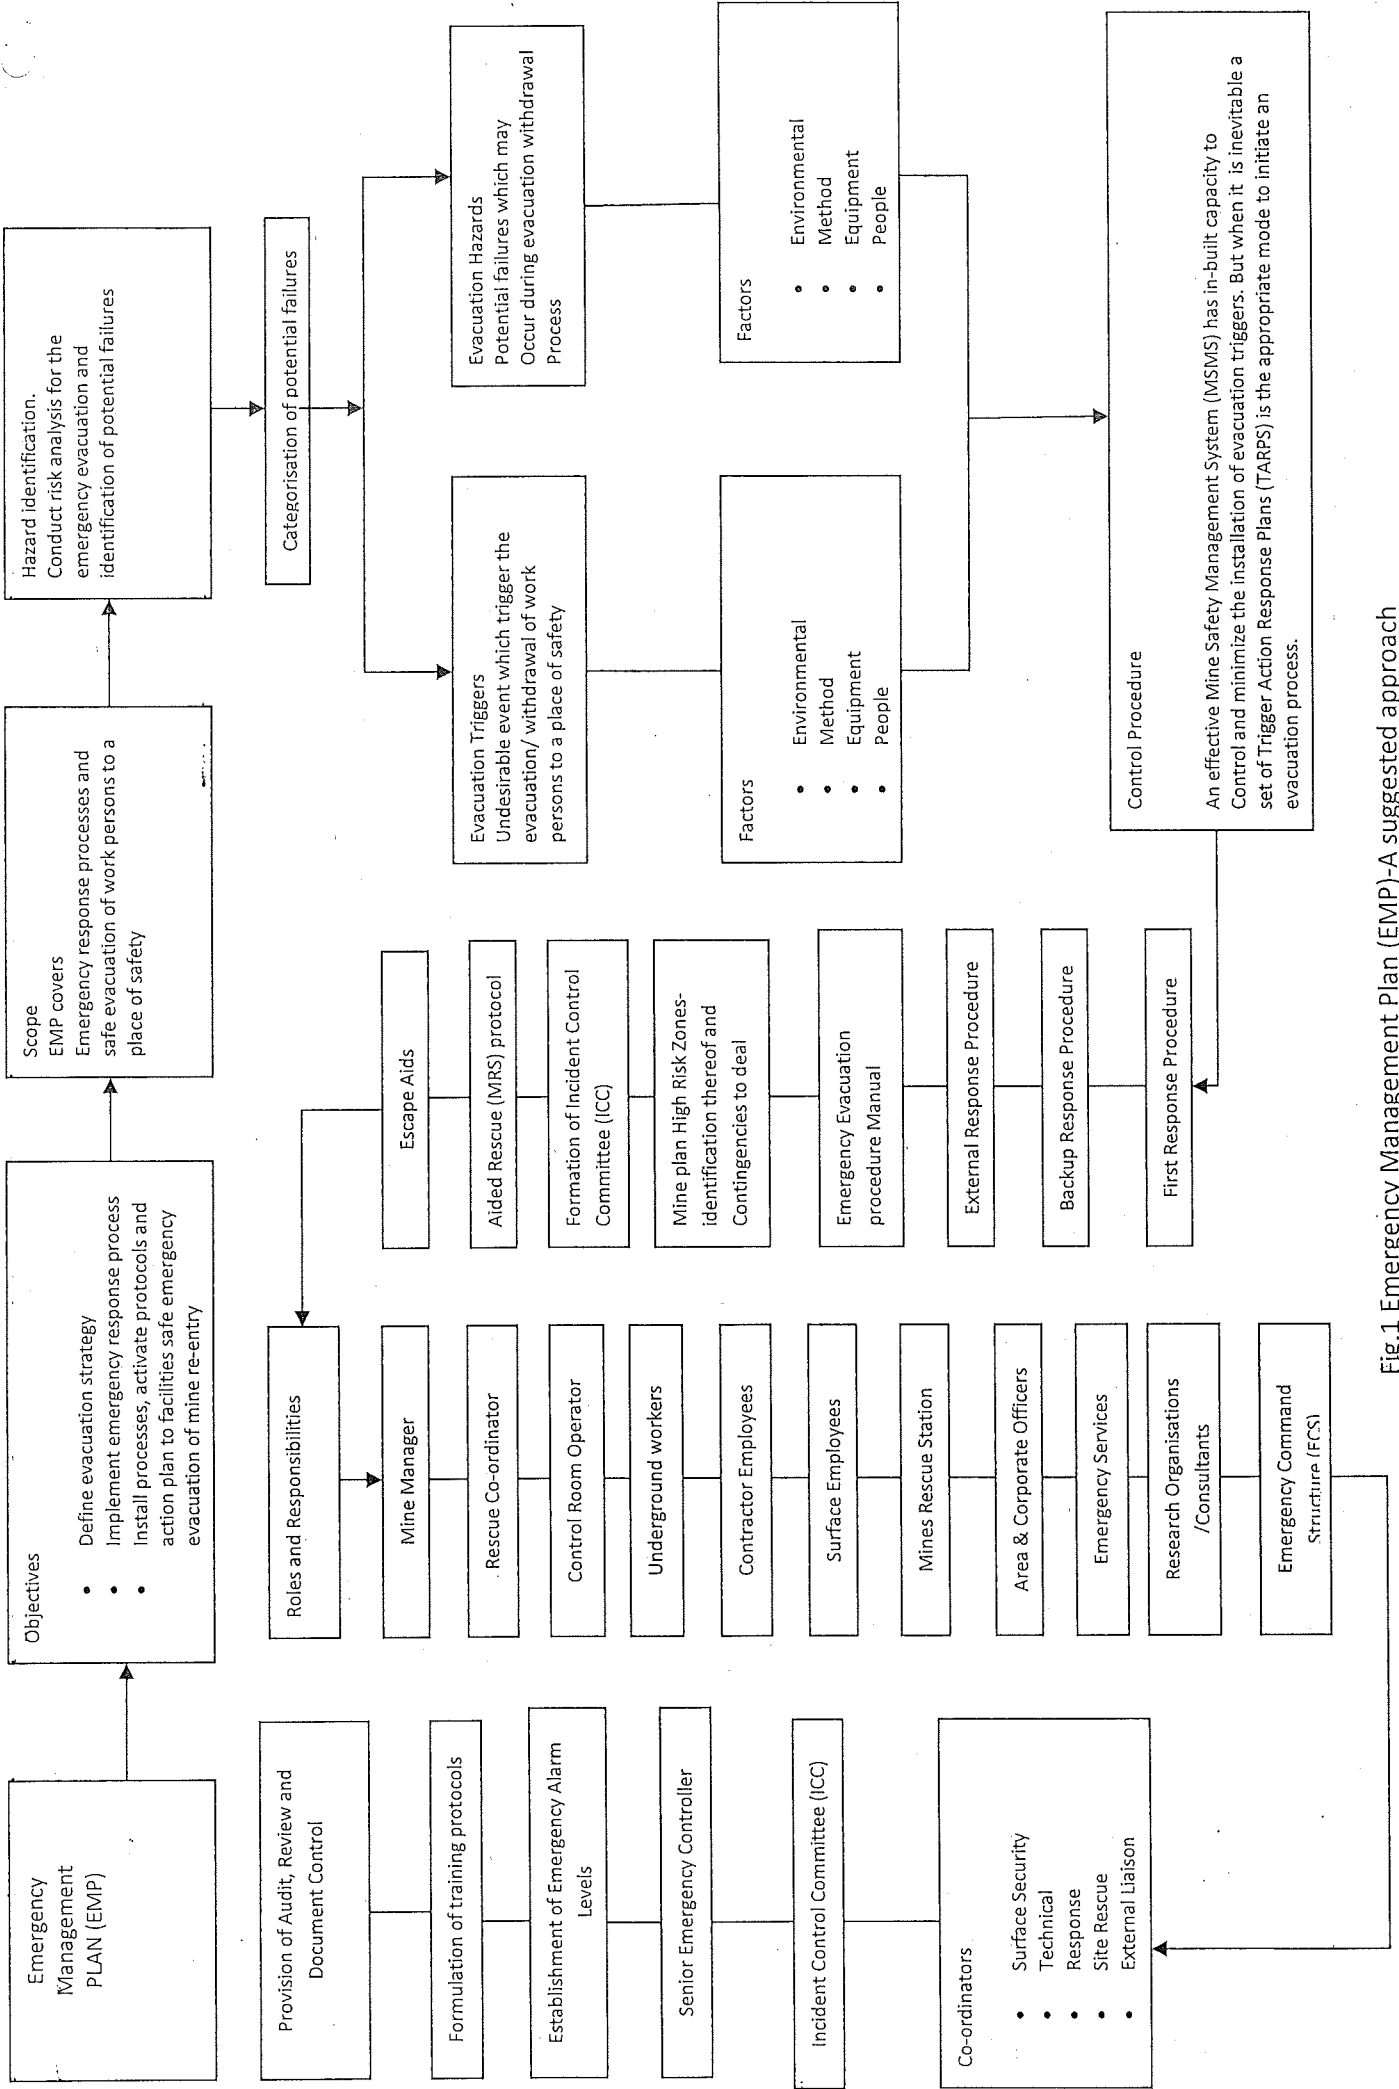 Emergency
Management
PLAN (EMP)
Objectives
• Define evacuation strategy
• Implement emergency response process
• Install processes, activate protocols and
action plan to facilities safe emergency
evacuation of mine re-entry
Scope
EMP covers
Emergency response processes and
safe evacuation of work persons to a
place of safety
Hazard identification.
Conduct risk analysis for the
emergency evacuation and
identification of potential failures
Categorisation of potential failures
Evacuation Triggers
Undesirable event which trigger the
evacuation/ withdrawal of work
persons to a place of safety
Evacuation Hazards
Potential failures which may
Occur during evacuation withdrawal
Process
Factors
• Environmental
• Method
• Equipment
• People
Factors
• Environmental
• Method
• Equipment
• People
Control Procedure
An effective Mine Safety Management System (MSMS) has in-built capacity to
Control and minimize the installation of evacuation triggers. But when it is inevitable a
set of Trigger Action Response Plans (TARPS) is the appropriate mode to initiate an
evacuation process.
Escape Aids
Aided Rescue (MRS) protocol
Formation of Incident Control
Committee (ICC)
Mine plan High Risk Zones-
identification thereof and
Contingencies to deal
Emergency Evacuation
procedure Manual
External Response Procedure
Backup Response Procedure
First Response Procedure
Roles and Responsibilities
Mine Manager
Rescue Co-ordinator
Control Room Operator
Underground workers
Contractor Employees
Surface Employees
Mines Rescue Station
Area & Corporate Officers
Emergency Services
Research Organisations
/Consultants
Emergency Command
Structure (ECS)
Provision of Audit, Review and
Document Control
Formulation of training protocols
Establishment of Emergency Alarm
Levels
Senior Emergency Controller
Incident Control Committee (ICC)
Co-ordinators
• Surface Security
• Technical
• Response
• Site Rescue
• External Liaison
Fig.1 Emergency Management Plan (EMP)-A suggested approach